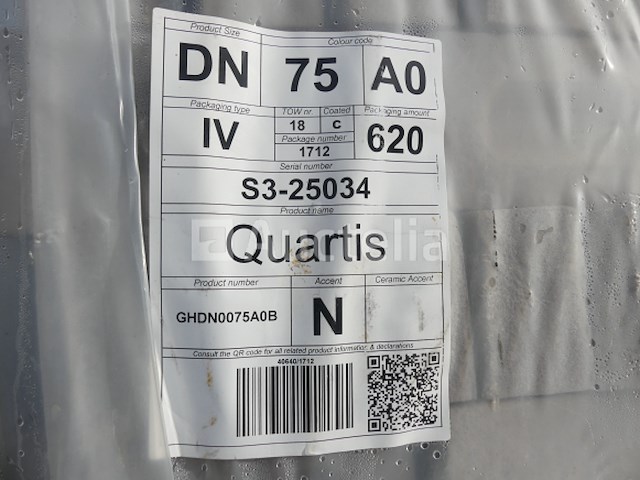 Product Size Colour code
DN 75 A0
Packaging type TOW nr. Coated Packaging amount
IV 18 C 620
Package number
1712
Serial number
S3-25034
Product name
Auctelia
Quartis
Product number Accent Ceramic Accent
GHDN0075A0B N
Consult the QR code for all related product information & declarations
40640/1712